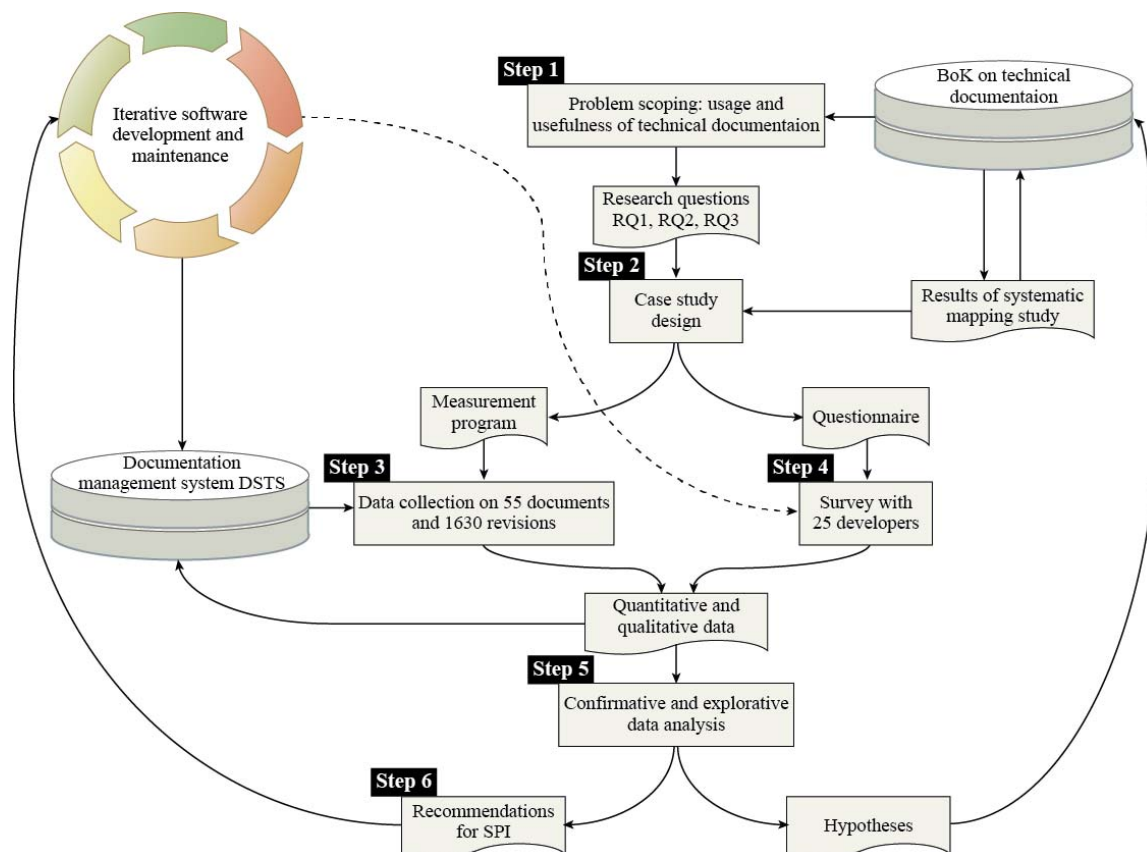 Iterative software
development and
maintenance
Step 1
Problem scoping: usage and
usefulness of technical documentaion
BoK on technical
documentaion
Research questions
RQ1, RQ2, RQ3
Step 2
Case study
design
Results of systematic
mapping study
Measurement
program
Questionnaire
Documentation
management system DSTS
Step 3
Data collection on 55 documents
and 1630 revisions
Step 4
Survey with
25 developers
Quantitative and
qualitative data
Step 5
Confirmative and explorative
data analysis
Step 6
Recommendations
for SPI
Hypotheses